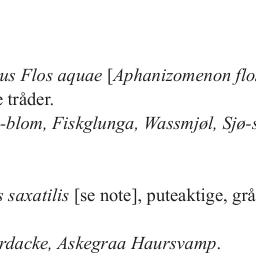 us Flos aquae [Aphanizomenon flo
tråder.
-blom, Fiskglunga, Wassmjøl, Sjø-
saxatilis [se note], puteaktige, grå
rdacke, Askegraa Haursvamp.